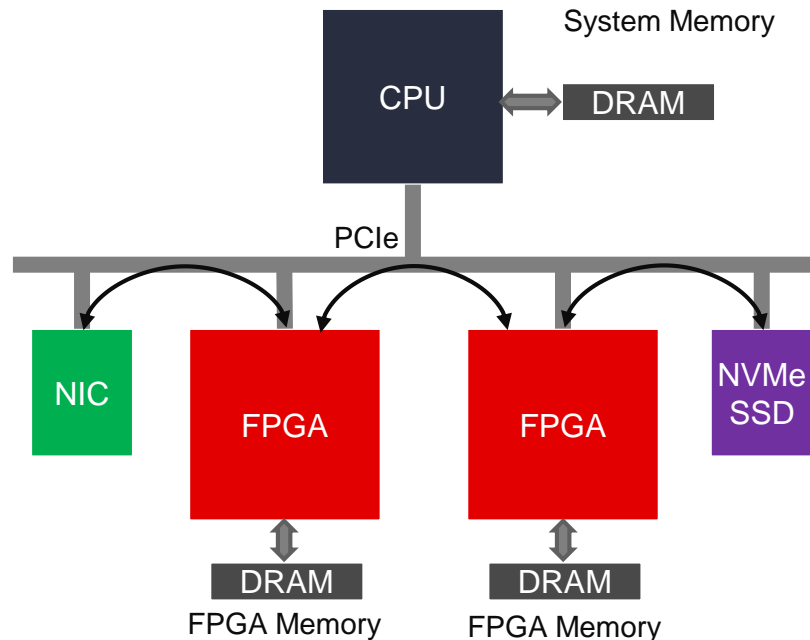 System Memory
CPU
DRAM
PCIe
NIC
FPGA
FPGA
NVMe
SSD
DRAM
DRAM
FPGA Memory
FPGA Memory